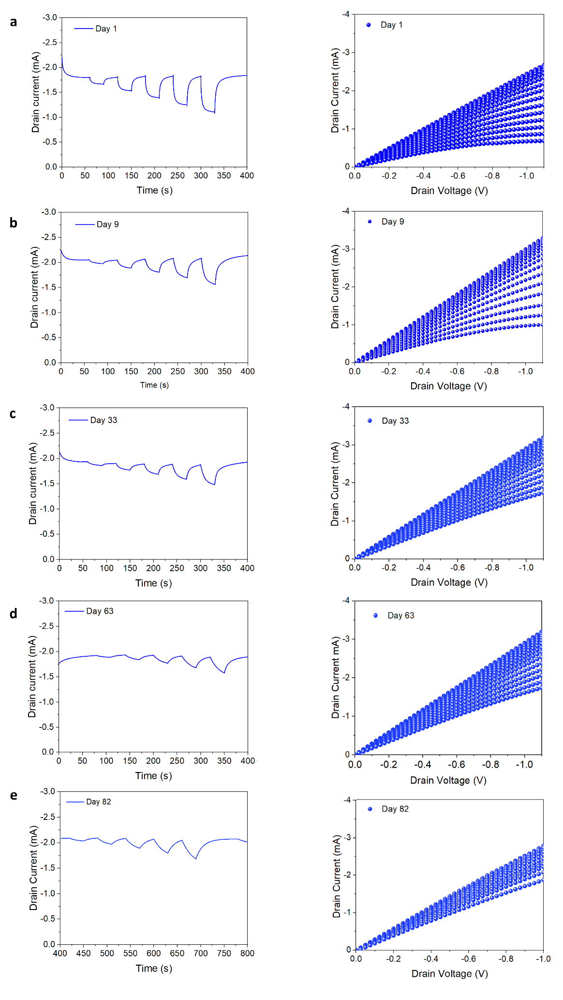 a
Day 1
-3.0
-2.5
-2.0
-1.5
-1.0
-0.5
0.0
Drain current (mA)
0 50 100 150 200 250 300 350 400
Time (s)
Day 1
-4
-3
-2
-1
0
Drain Current (mA)
0.0 -0.2 -0.4 -0.6 -0.8 -1.0
Drain Voltage (V)
b
Day 9
-3.0
-2.5
-2.0
-1.5
-1.0
-0.5
0.0
Drain current (mA)
0 50 100 150 200 250 300 350 400
Time (s)
Day 9
-4
-3
-2
-1
0
Drain Current (mA)
0.0 -0.2 -0.4 -0.6 -0.8 -1.0
Drain Voltage (V)
c
Day 33
-3.0
-2.5
-2.0
-1.5
-1.0
-0.5
0.0
Drain current (mA)
0 50 100 150 200 250 300 350 400
Time (s)
Day 33
-4
-3
-2
-1
0
Drain Current (mA)
0.0 -0.2 -0.4 -0.6 -0.8 -1.0
Drain Voltage (V)
d
Day 63
-3.0
-2.5
-2.0
-1.5
-1.0
-0.5
0.0
Drain current (mA)
0 50 100 150 200 250 300 350 400
Time (s)
Day 63
-4
-3
-2
-1
0
Drain Current mA)
0.0 -0.2 -0.4 -0.6 -0.8 -1.0
Drain Voltage (V)
e
Day 82
-3.0
-2.5
-2.0
-1.5
-1.0
-0.5
0.0
Drain Current (mA)
400 450 500 550 600 650 700 750 800
Time (s)
Day 82
-4
-3
-2
-1
0
Drain Current (mA)
0.0 -0.2 -0.4 -0.6 -0.8 -1.0
Drain Voltage (V)